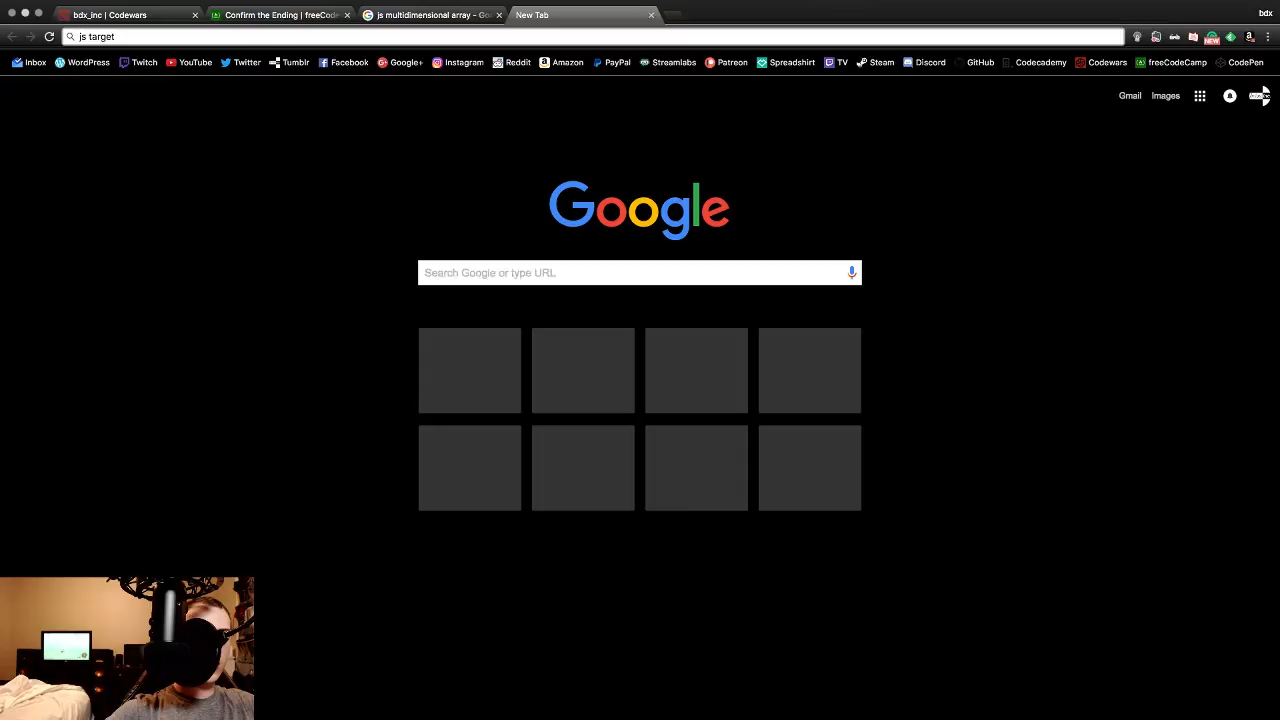 bdx_inc | Codewars
Confirm the Ending | freeCode
js multidimensional array - Go
New Tab
bdx
js target
Inbox WordPress Twitch YouTube Twitter Tumblr Facebook Google+ Instagram Reddit Amazon PayPal Streamlabs Patreon Spreadshirt TV Steam Discord GitHub Codecademy Codewars freeCodeCamp CodePen
NEW
Gmail Images
Google
Search Google or type URL